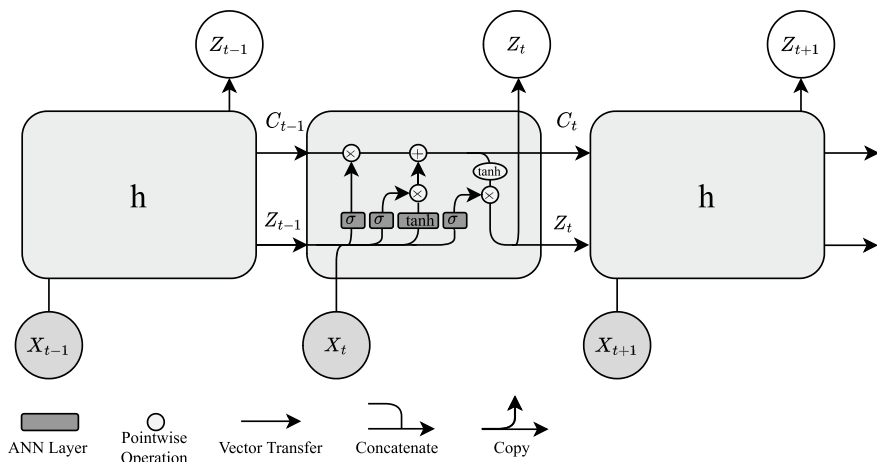 Z_{t−1} Z_t Z_{t+1}
C_{t−1} C_t
h × + tanh h
× ×
Z_{t−1} σ σ tanh σ Z_t
X_{t−1} X_t X_{t+1}
ANN Layer
Pointwise
Operation
Vector Transfer
Concatenate
Copy